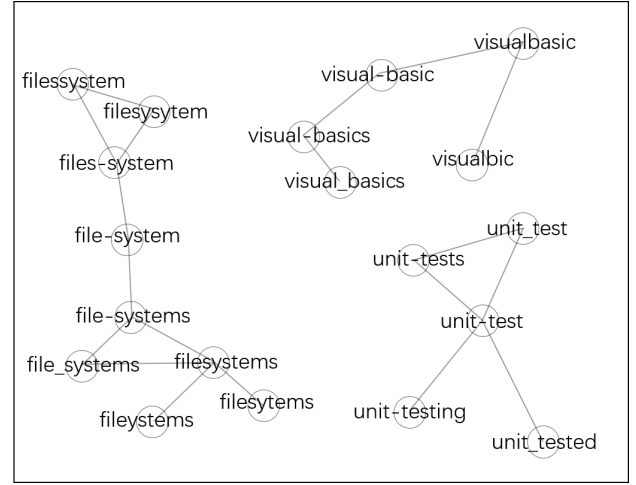 visualbasic
visual-basic
filessystem
filesysytem
visual-basics
files-system
visualbic
visual_basics
file-system
unit_test
unit-tests
file-systems
unit-test
file_systems
filesystems
filesytems
fileystems
unit-testing
unit_tested